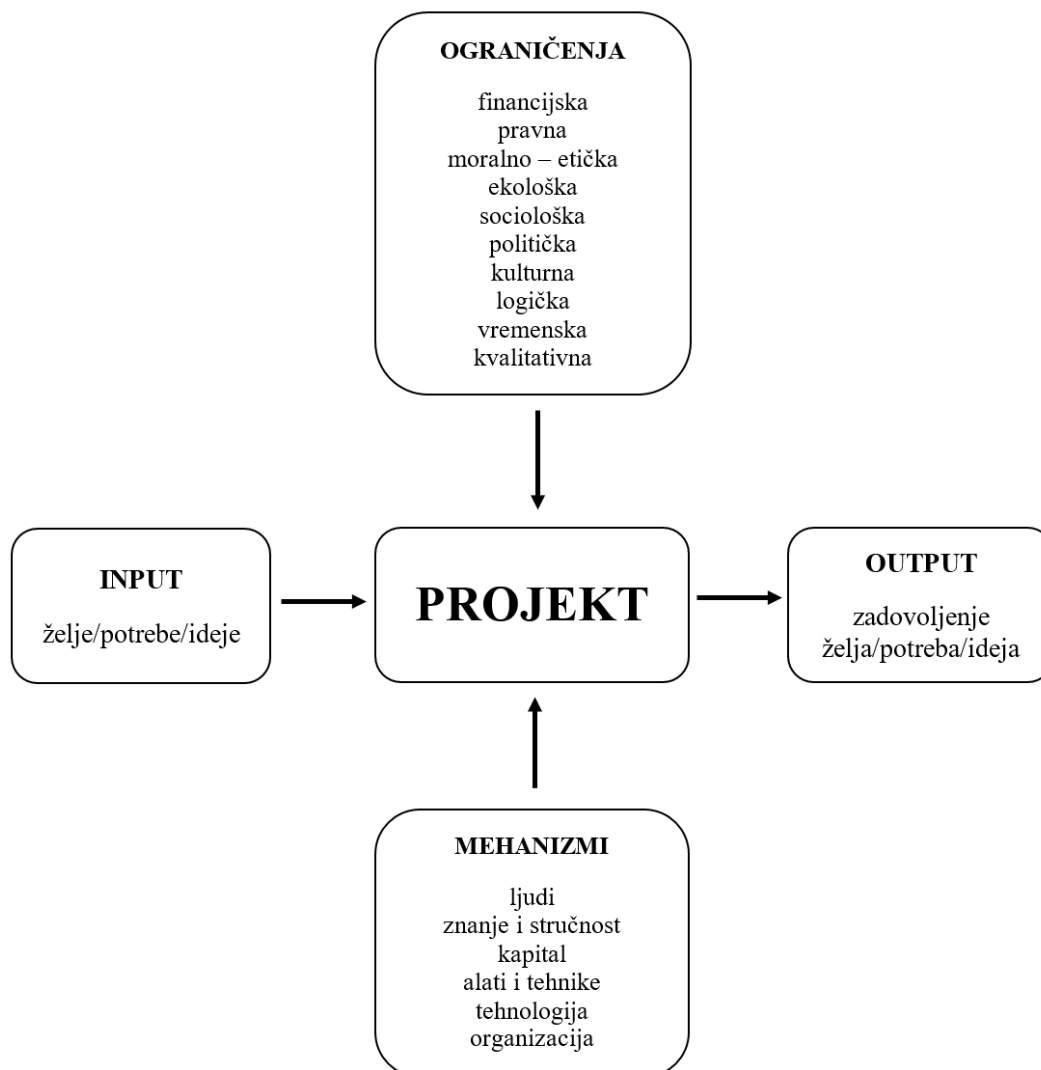 OGRANIČENJA
financijska
pravna
moralno – etička
ekološka
sociološka
politička
kulturna
logička
vremenska
kvalitativna
INPUT
želje/potrebe/ideje
PROJEKT
OUTPUT
zadovoljenje
želja/potreba/ideja
MEHANIZMI
ljudi
znanje i stručnost
kapital
alati i tehnike
tehnologija
organizacija